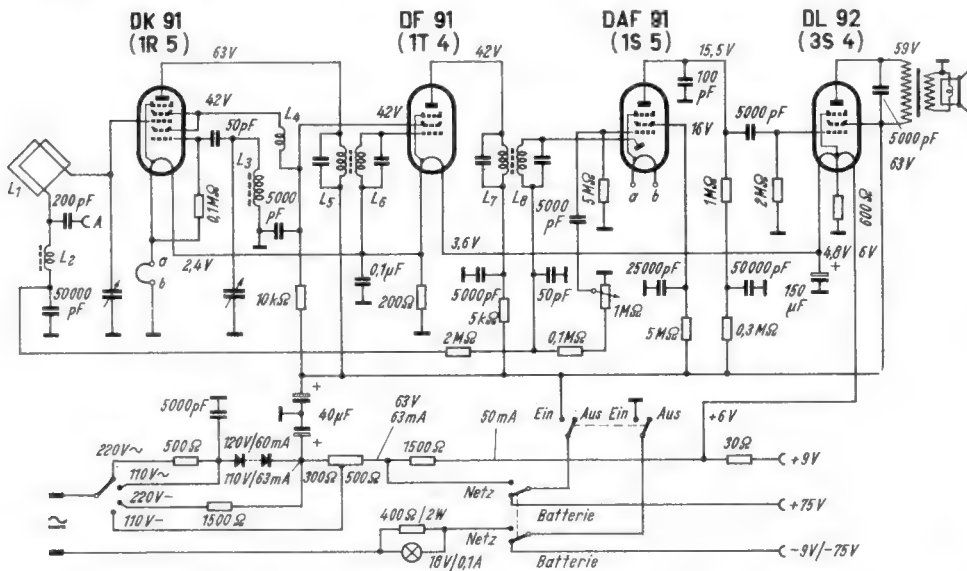 DK 91
(1R 5)
DF 91
(1T 4)
DAF 91
(1S 5)
DL 92
(3S 4)
63V
42V
15,5V
59V
42V
L4
100
pF
50pF
42V
16V
5000pF
5000pF
63V
L1
200pF
A
0,1MΩ
L3
5000
pF
L5
L6
L7
L8
5000
pF
5MΩ
a
b
1MΩ
2MΩ
600Ω
L2
a
b
2,4V
3,6V
4,8V
6V
50000
pF
10kΩ
0,1µF
200Ω
5000pF
5kΩ
50pF
1MΩ
25000pF
50000pF
150
µF
+
2MΩ
0,1MΩ
5MΩ
0,3MΩ
5000pF
+
40µF
+
63V
63mA
50mA
Ein
Aus
Ein
Aus
+6V
220V~
500Ω
120V/60mA
110V/63mA
300Ω
500Ω
1500Ω
30Ω
+9V
110V~
220V–
1500Ω
110V–
Netz
Batterie
+75V
400Ω/2W
18V/0,1A
Netz
Batterie
–9V/–75V